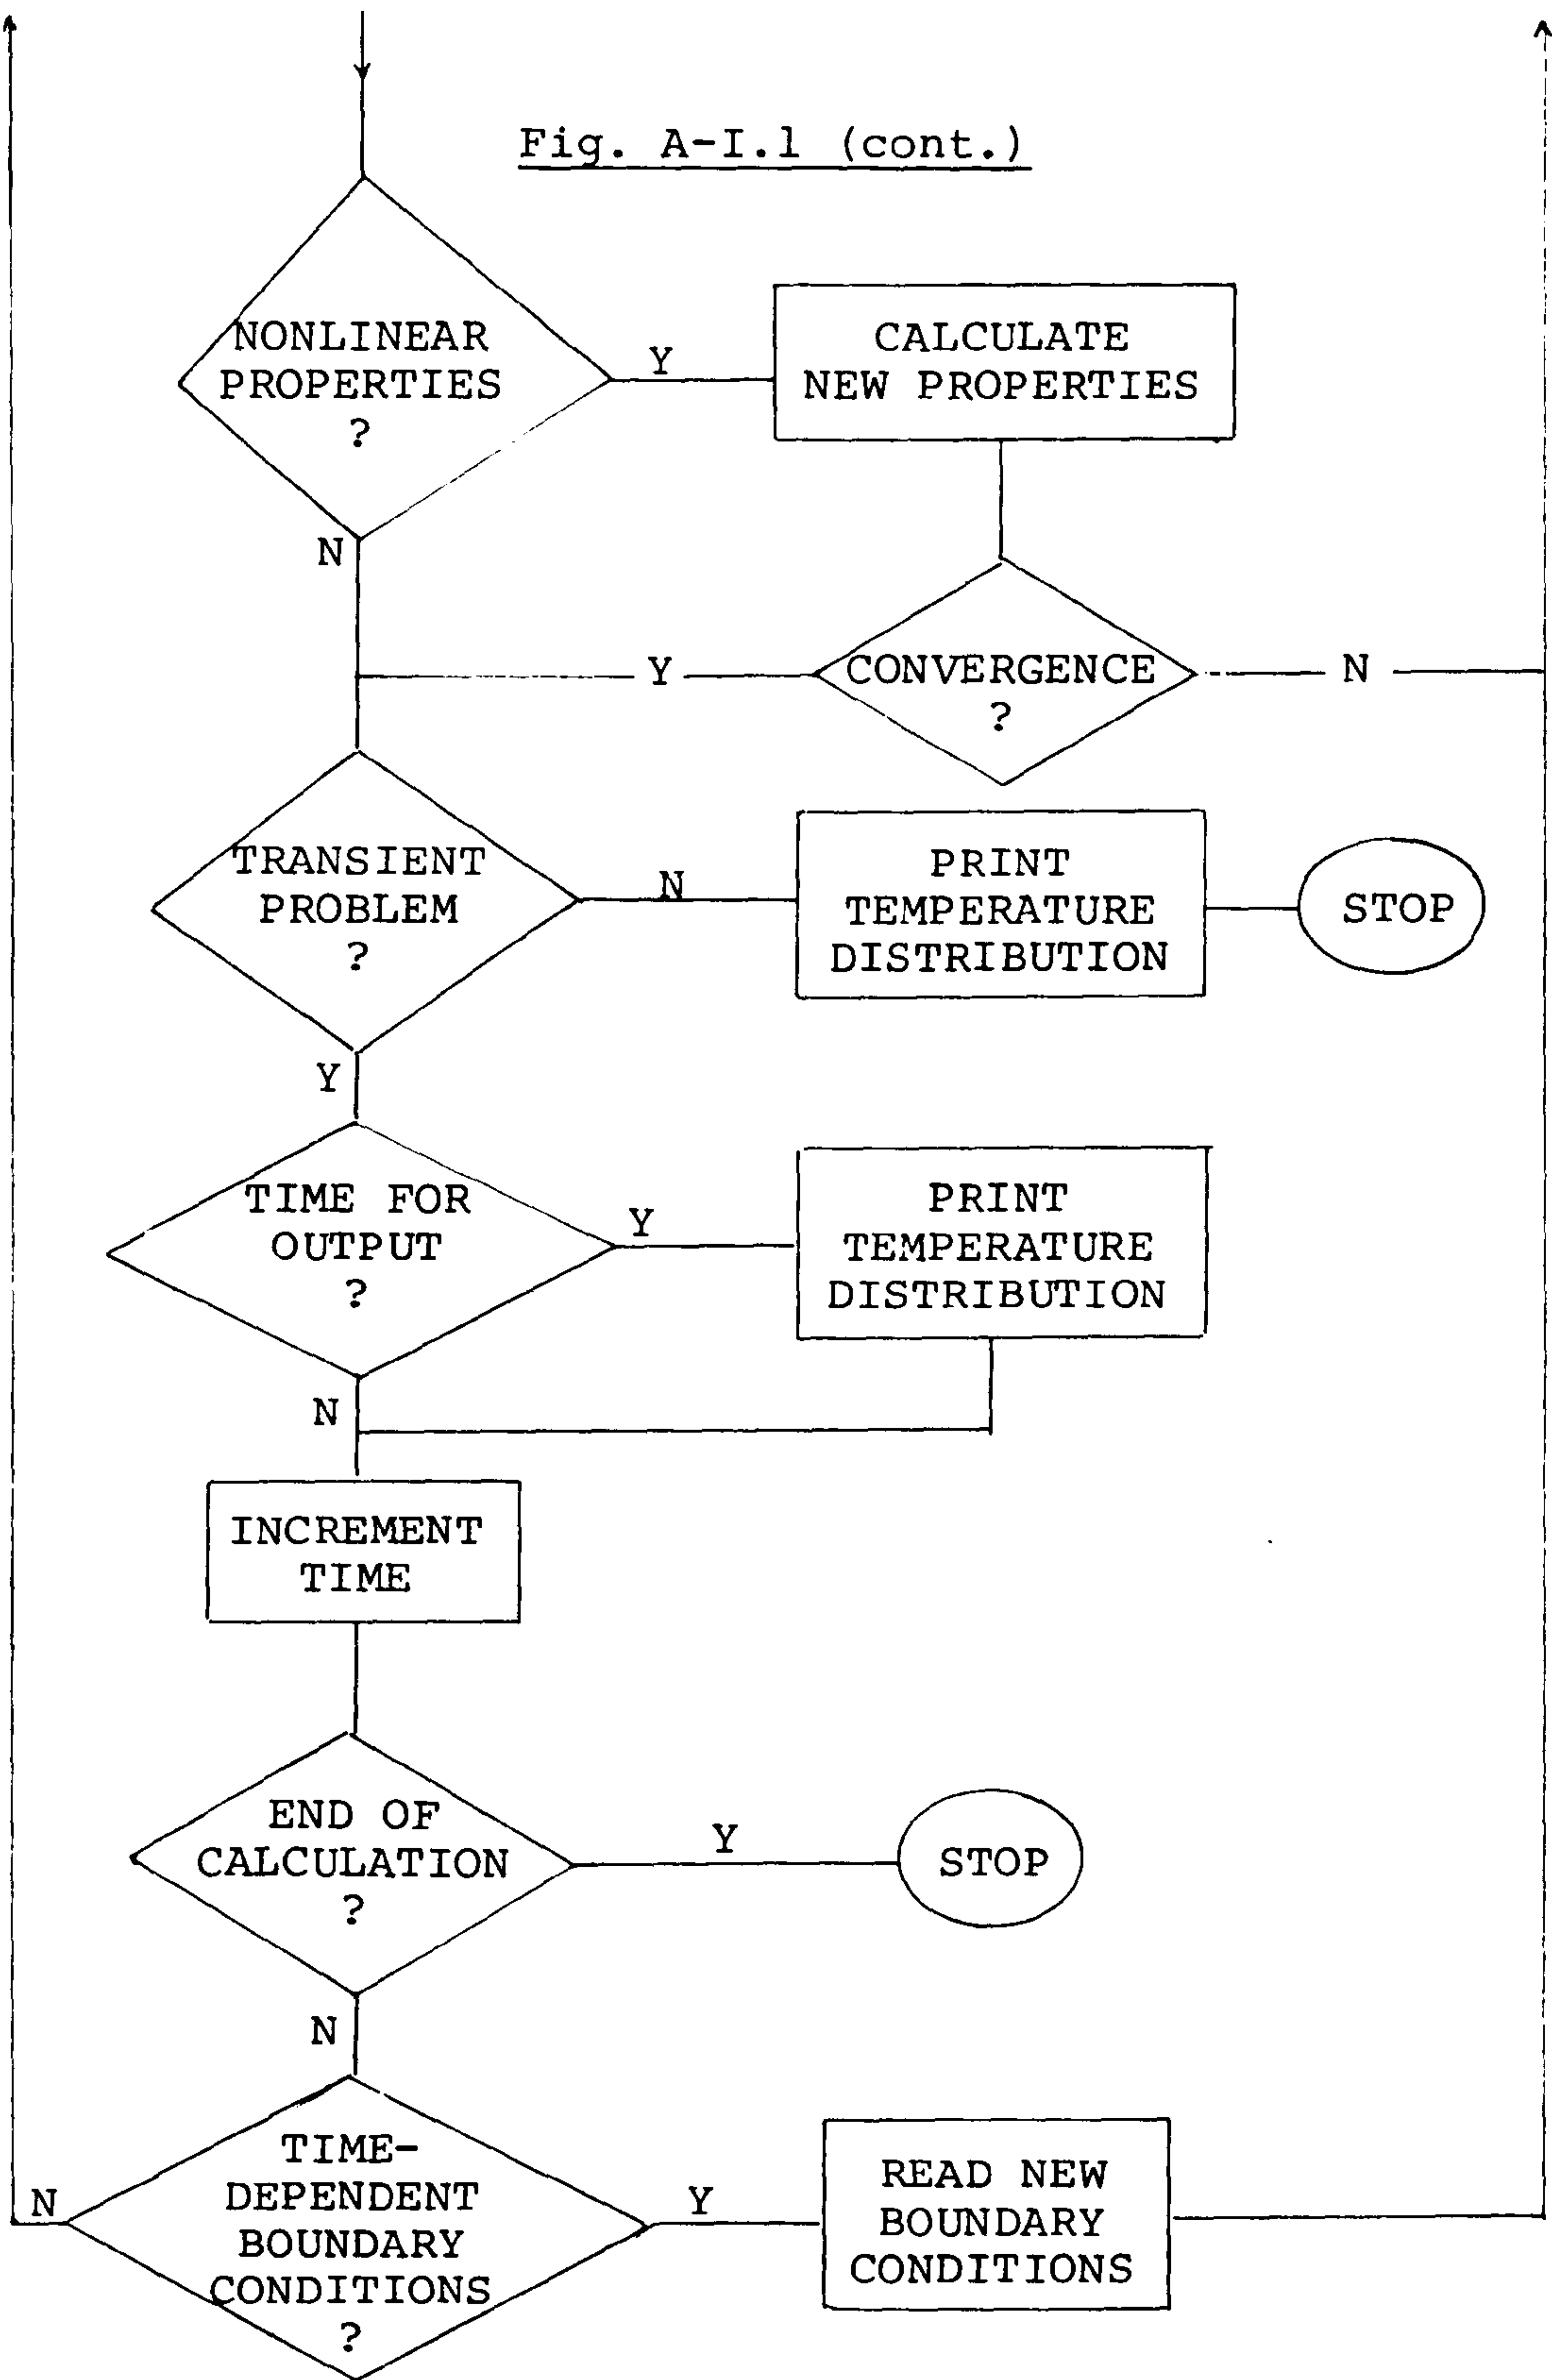 Fig. A-I.1 (cont.)
NONLINEAR
PROPERTIES
?
Y
CALCULATE
NEW PROPERTIES
N
Y
CONVERGENCE
?
N
TRANSIENT
PROBLEM
?
N
PRINT
TEMPERATURE
DISTRIBUTION
STOP
Y
TIME FOR
OUTPUT
?
Y
PRINT
TEMPERATURE
DISTRIBUTION
N
INCREMENT
TIME
END OF
CALCULATION
?
Y
STOP
N
TIME-
DEPENDENT
BOUNDARY
CONDITIONS
?
N
Y
READ NEW
BOUNDARY
CONDITIONS